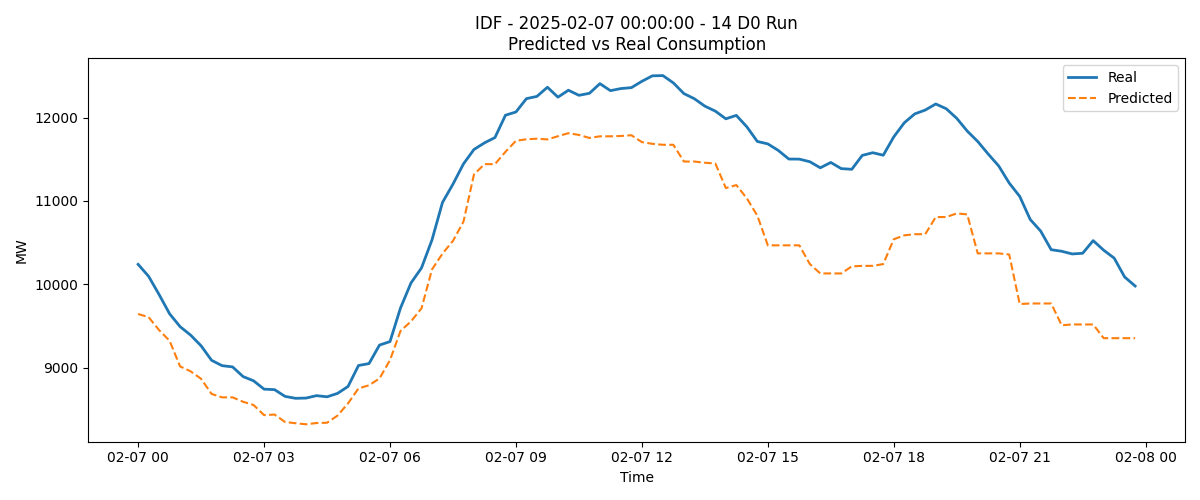 IDF - 2025-02-07 00:00:00 - 14 D0 Run
Predicted vs Real Consumption
Real
Predicted
MW
12000
11000
10000
9000
02-07 00
02-07 03
02-07 06
02-07 09
02-07 12
02-07 15
02-07 18
02-07 21
02-08 00
Time